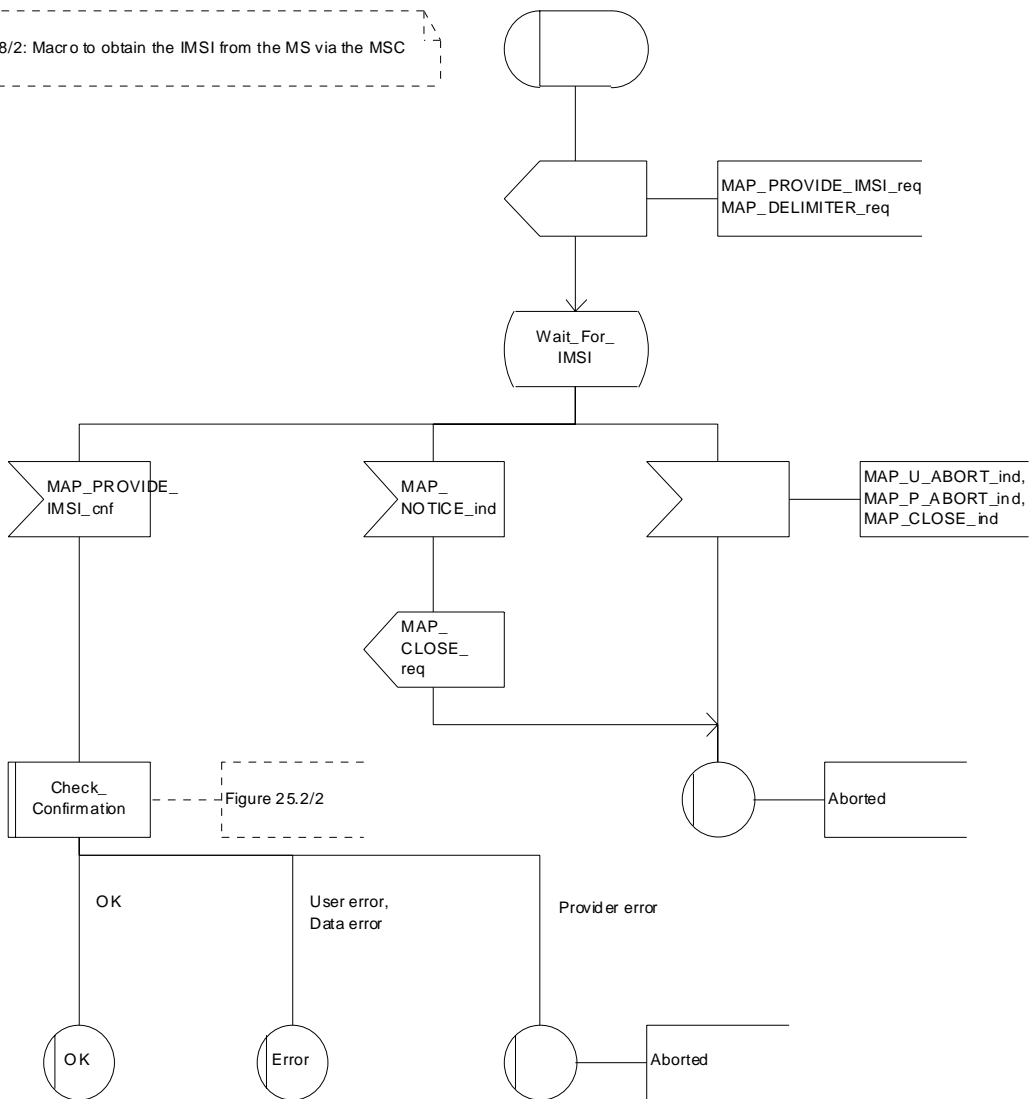 8/2: Macro to obtain the IMSI from the MS via the MSC
MAP_PROVIDE_IMSI_req
MAP_DELIMITER_req
Wait_For_
IMSI
MAP_PROVIDE_
IMSI_cnf
MAP_
NOTICE_ind
MAP_U_ABORT_ind,
MAP_P_ABORT_ind,
MAP_CLOSE_ind
MAP_
CLOSE_
req
Check_
Confirmation
Figure 25.2/2
Aborted
OK
User error,
Data error
Provider error
OK
Error
Aborted